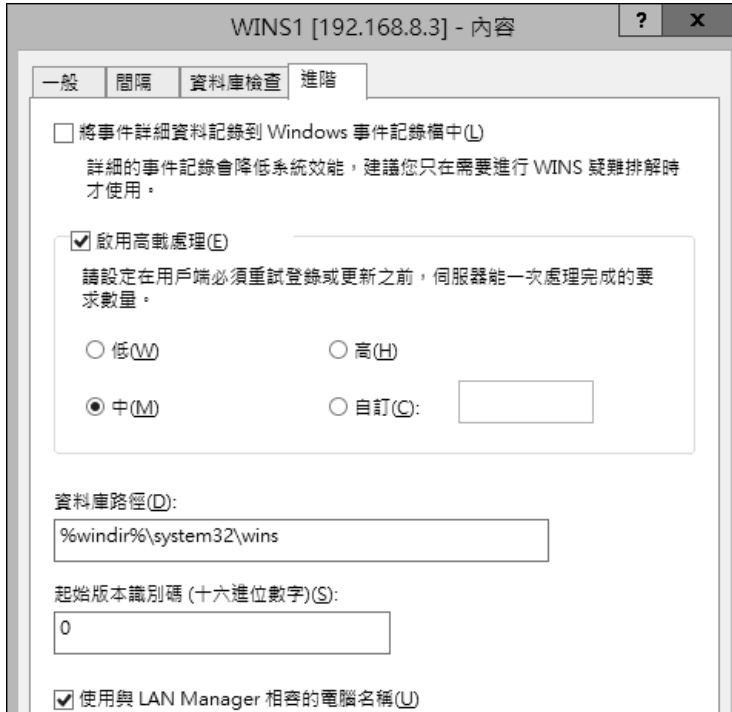 WINS1 [192.168.8.3] - 內容
? x
一般 間隔 資料庫檢查 進階
將事件詳細資料記錄到 Windows 事件記錄檔中(L)
詳細的事件記錄會降低系統效能，建議您只在需要進行 WINS 疑難排解時
才使用。
啟用高載處理(E)
請設定在用戶端必須重試登錄或更新之前，伺服器能一次處理完成的要
求數量。
低(W) 高(H)
中(M) 自訂(C):
資料庫路徑(D):
%windir%\system32\wins
起始版本識別碼 (十六進位數字)(S):
0
使用與 LAN Manager 相容的電腦名稱(U)